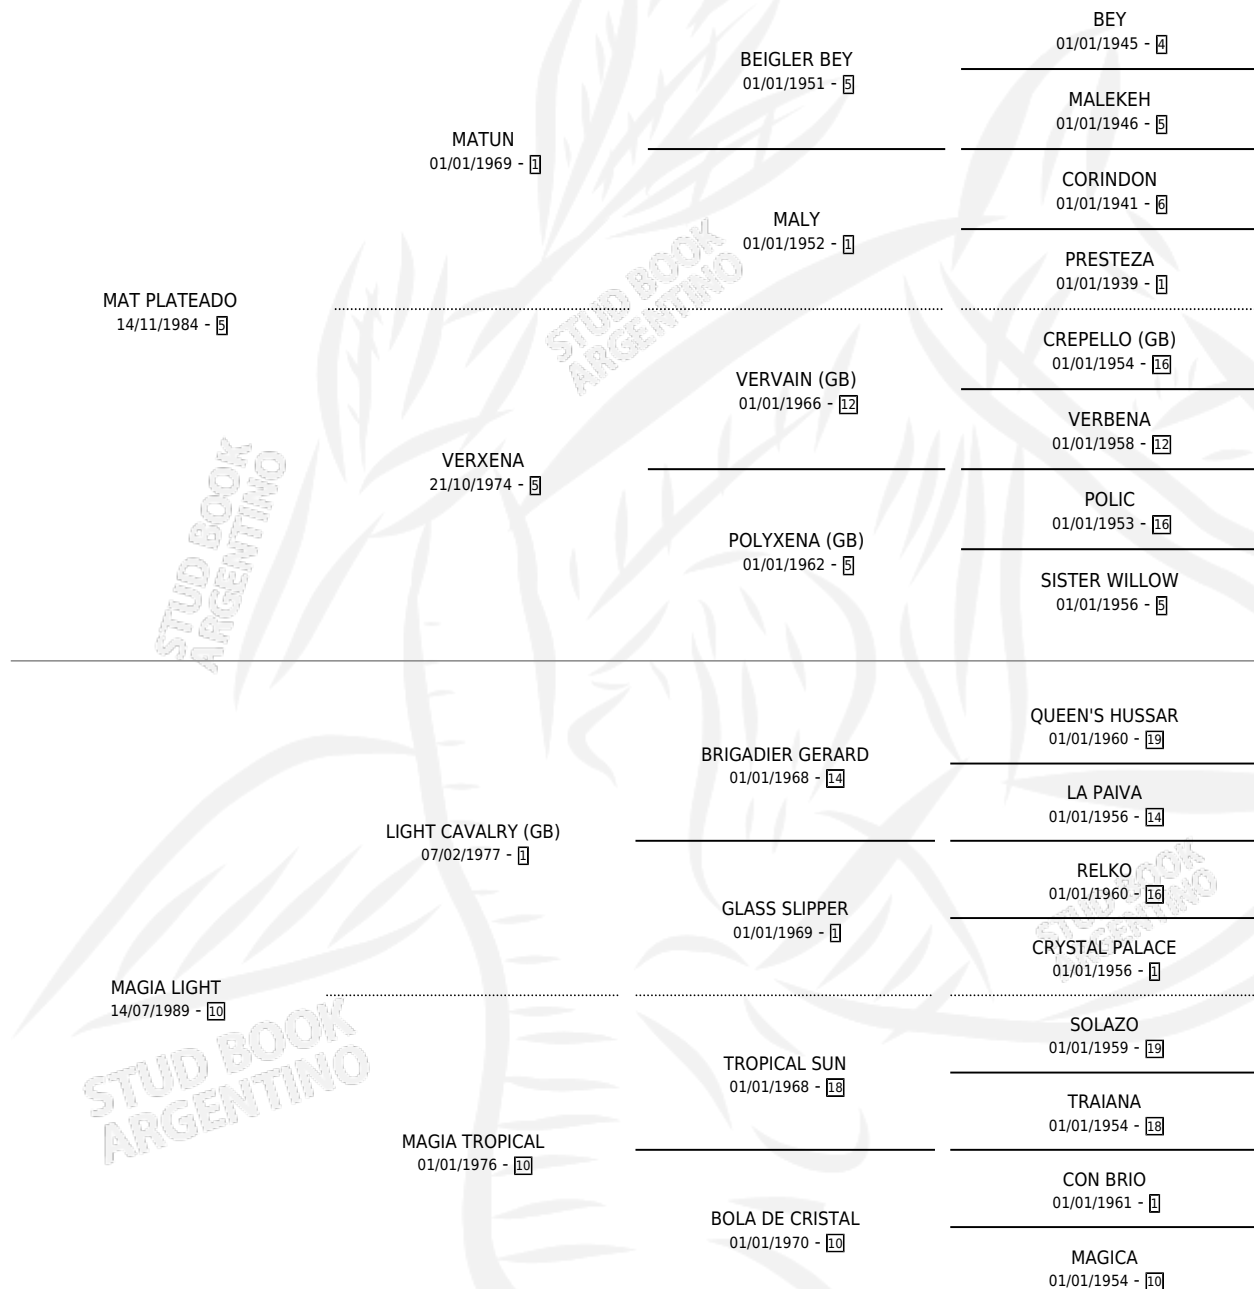 BEY
01/01/1945 - 4
BEIGLER BEY
01/01/1951 - 5
MALEKEH
01/01/1946 - 5
MATUN
01/01/1969 - 1
CORINDON
01/01/1941 - 6
MALY
01/01/1952 - 1
PRESTEZA
01/01/1939 - 1
MAT PLATEADO
14/11/1984 - 5
CREPELLO (GB)
01/01/1954 - 16
VERVAIN (GB)
01/01/1966 - 12
VERBENA
01/01/1958 - 12
VERXENA
21/10/1974 - 5
POLIC
01/01/1953 - 16
POLYXENA (GB)
01/01/1962 - 5
SISTER WILLOW
01/01/1956 - 5
STUD BOOK
ARGENTINO
STUD BOOK
ARGENTINO
QUEEN'S HUSSAR
01/01/1960 - 19
BRIGADIER GERARD
01/01/1968 - 14
LA PAIVA
01/01/1956 - 14
LIGHT CAVALRY (GB)
07/02/1977 - 1
RELKO
01/01/1960 - 16
GLASS SLIPPER
01/01/1969 - 1
CRYSTAL PALACE
01/01/1956 - 1
MAGIA LIGHT
14/07/1989 - 10
SOLAZO
01/01/1959 - 19
TROPICAL SUN
01/01/1968 - 18
TRAIANA
01/01/1954 - 18
MAGIA TROPICAL
01/01/1976 - 10
CON BRIO
01/01/1961 - 1
BOLA DE CRISTAL
01/01/1970 - 10
MAGICA
01/01/1954 - 10
STUD BOOK
ARGENTINO
STUD BOOK
ARGENTINO